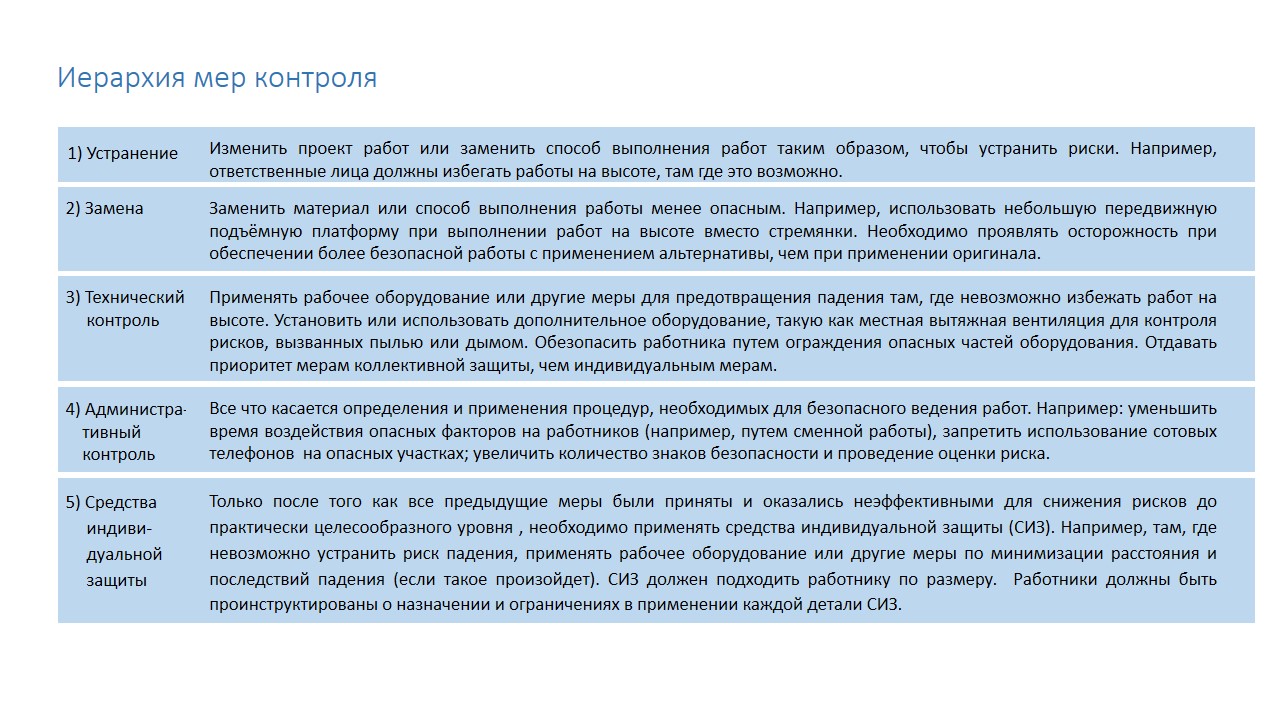 Иерархия мер контроля
1) Устранение
Изменить проект работ или заменить способ выполнения работ таким образом, чтобы устранить риски. Например,
ответственные лица должны избегать работы на высоте, там где это возможно.
2) Замена
Заменить материал или способ выполнения работы менее опасным. Например, использовать небольшую передвижную
подъёмную платформу при выполнении работ на высоте вместо стремянки. Необходимо проявлять осторожность при
обеспечении более безопасной работы с применением альтернативы, чем при применении оригинала.
3) Технический
контроль
Применять рабочее оборудование или другие меры для предотвращения падения там, где невозможно избежать работ на
высоте. Установить или использовать дополнительное оборудование, такую как местная вытяжная вентиляция для контроля
рисков, вызванных пылью или дымом. Обезопасить работника путем ограждения опасных частей оборудования. Отдавать
приоритет мерам коллективной защиты, чем индивидуальным мерам.
4) Администра-
тивный
контроль
Все что касается определения и применения процедур, необходимых для безопасного ведения работ. Например: уменьшить
время воздействия опасных факторов на работников (например, путем сменной работы), запретить использование сотовых
телефонов на опасных участках; увеличить количество знаков безопасности и проведение оценки риска.
5) Средства
индиви-
дуальной
защиты
Только после того как все предыдущие меры были приняты и оказались неэффективными для снижения рисков до
практически целесообразного уровня , необходимо применять средства индивидуальной защиты (СИЗ). Например, там, где
невозможно устранить риск падения, применять рабочее оборудование или другие меры по минимизации расстояния и
последствий падения (если такое произойдет). СИЗ должен подходить работнику по размеру. Работники должны быть
проинструктированы о назначении и ограничениях в применении каждой детали СИЗ.